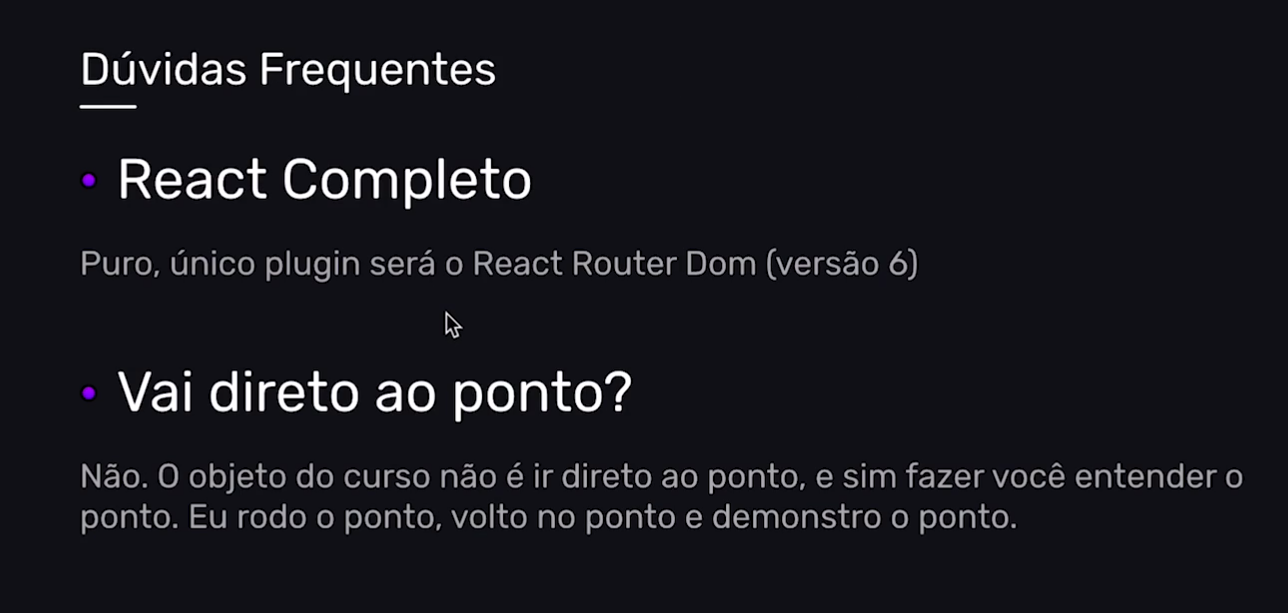 Dúvidas Frequentes
React Completo
Puro, único plugin será o React Router Dom (versão 6)
Vai direto ao ponto?
Não. O objeto do curso não é ir direto ao ponto, e sim fazer você entender o
ponto. Eu rodo o ponto, volto no ponto e demonstro o ponto.